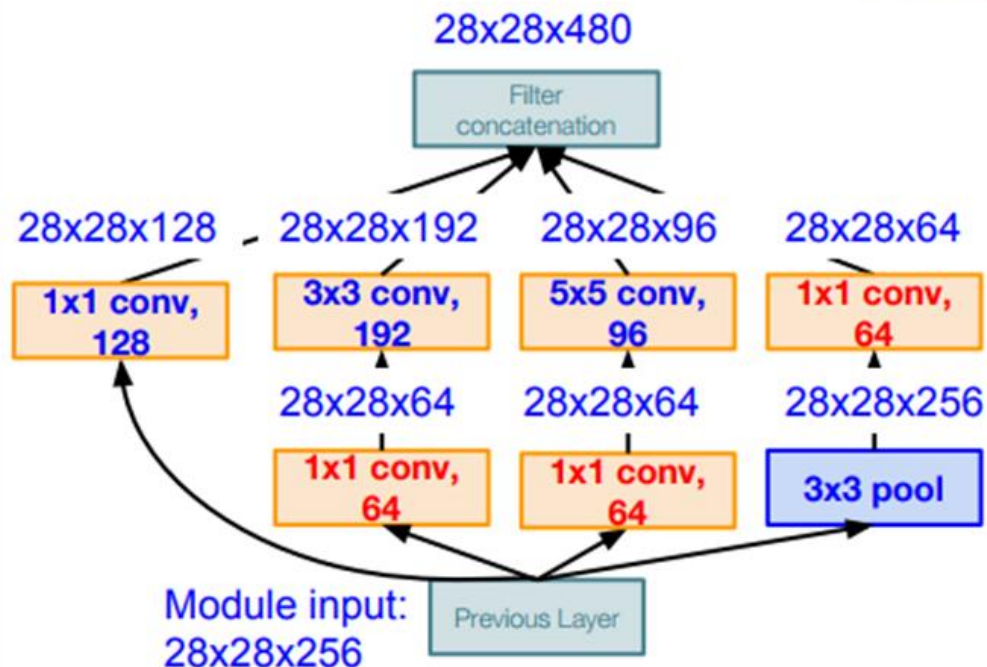 28x28x480
Filter
concatenation
28x28x128
28x28x192
28x28x96
28x28x64
1x1 conv,
128
3x3 conv,
192
5x5 conv,
96
1x1 conv,
64
28x28x64
28x28x64
28x28x256
1x1 conv,
64
1x1 conv,
64
3x3 pool
Module input:
28x28x256
Previous Layer